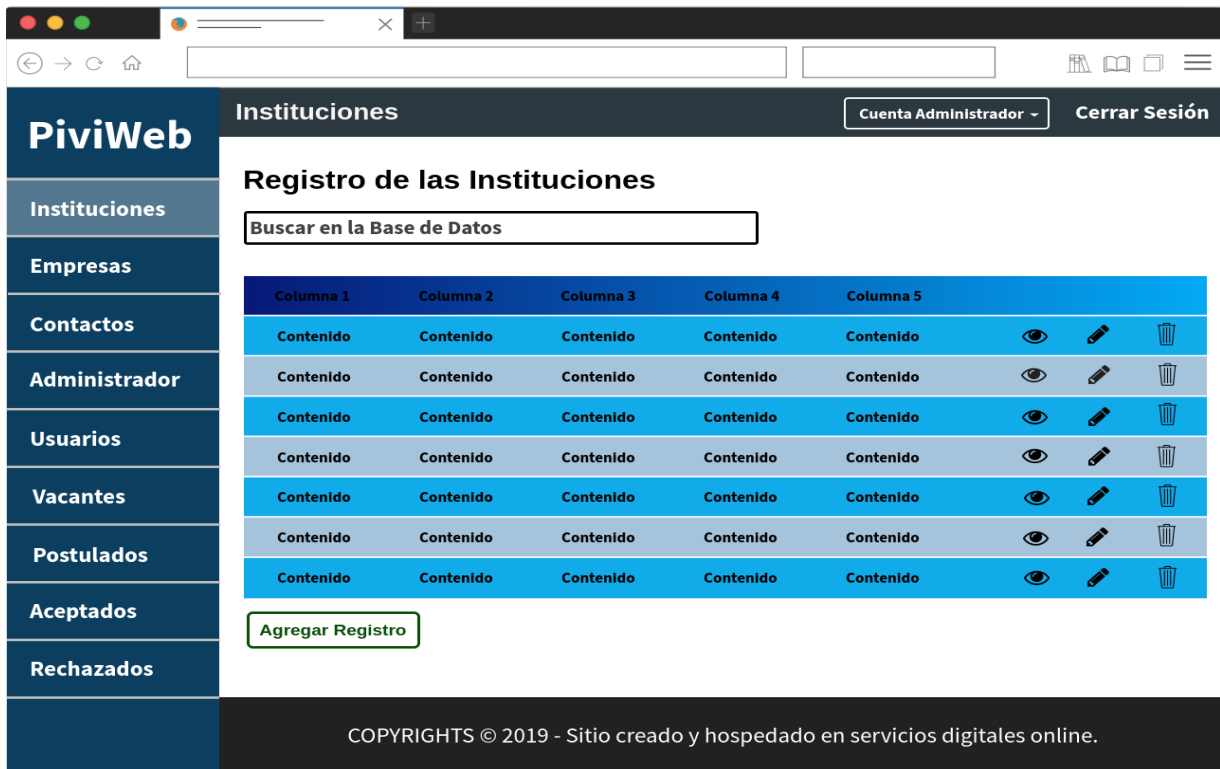 PiviWeb
Instituciones
Empresas
Contactos
Administrador
Usuarios
Vacantes
Postulados
Aceptados
Rechazados
Instituciones Cuenta Administrador Cerrar Sesión
Registro de las Instituciones
Buscar en la Base de Datos
Columna 1 Columna 2 Columna 3 Columna 4 Columna 5
Contenido Contenido Contenido Contenido Contenido
Contenido Contenido Contenido Contenido Contenido
Contenido Contenido Contenido Contenido Contenido
Contenido Contenido Contenido Contenido Contenido
Contenido Contenido Contenido Contenido Contenido
Contenido Contenido Contenido Contenido Contenido
Contenido Contenido Contenido Contenido Contenido
Agregar Registro
COPYRIGHTS © 2019 - Sitio creado y hospedado en servicios digitales online.